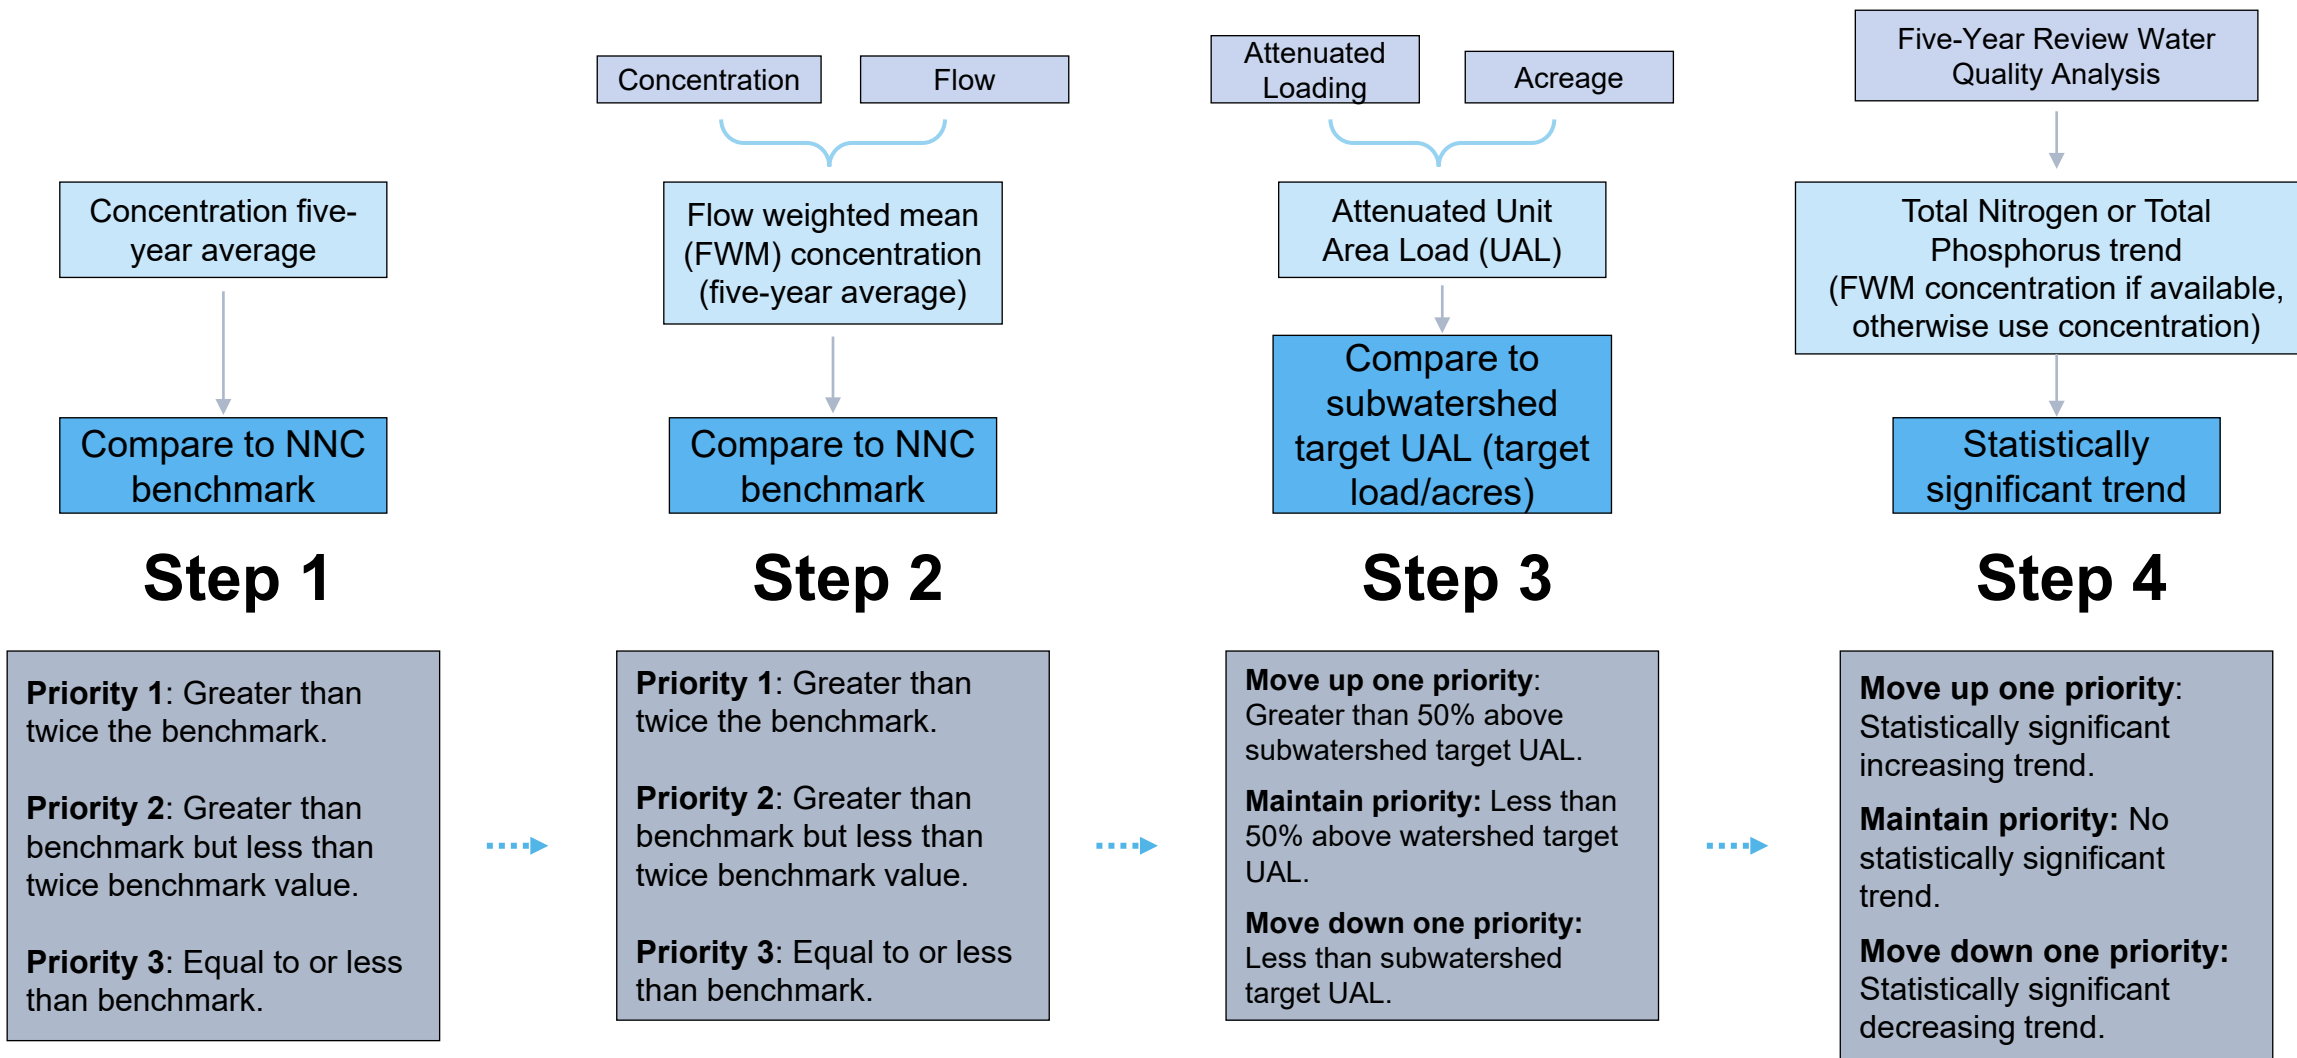 Concentration five-
year average
Compare to NNC
benchmark
Step 1
Priority 1: Greater than
twice the benchmark.
Priority 2: Greater than
benchmark but less than
twice benchmark value.
Priority 3: Equal to or less
than benchmark.
Concentration
Flow
Flow weighted mean
(FWM) concentration
(five-year average)
Compare to NNC
benchmark
Step 2
Priority 1: Greater than
twice the benchmark.
Priority 2: Greater than
benchmark but less than
twice benchmark value.
Priority 3: Equal to or less
than benchmark.
Attenuated
Loading
Acreage
Attenuated Unit
Area Load (UAL)
Compare to
subwatershed
target UAL (target
load/acres)
Step 3
Move up one priority:
Greater than 50% above
subwatershed target UAL.
Maintain priority: Less than
50% above watershed target
UAL.
Move down one priority:
Less than subwatershed
target UAL.
Five-Year Review Water
Quality Analysis
Total Nitrogen or Total
Phosphorus trend
(FWM concentration if available,
otherwise use concentration)
Statistically
significant trend
Step 4
Move up one priority:
Statistically significant
increasing trend.
Maintain priority: No
statistically significant
trend.
Move down one priority:
Statistically significant
decreasing trend.